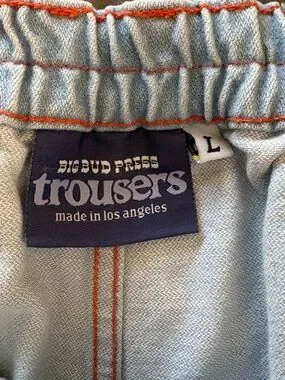 BIG BUD PRESS
trousers
made in los angeles
L